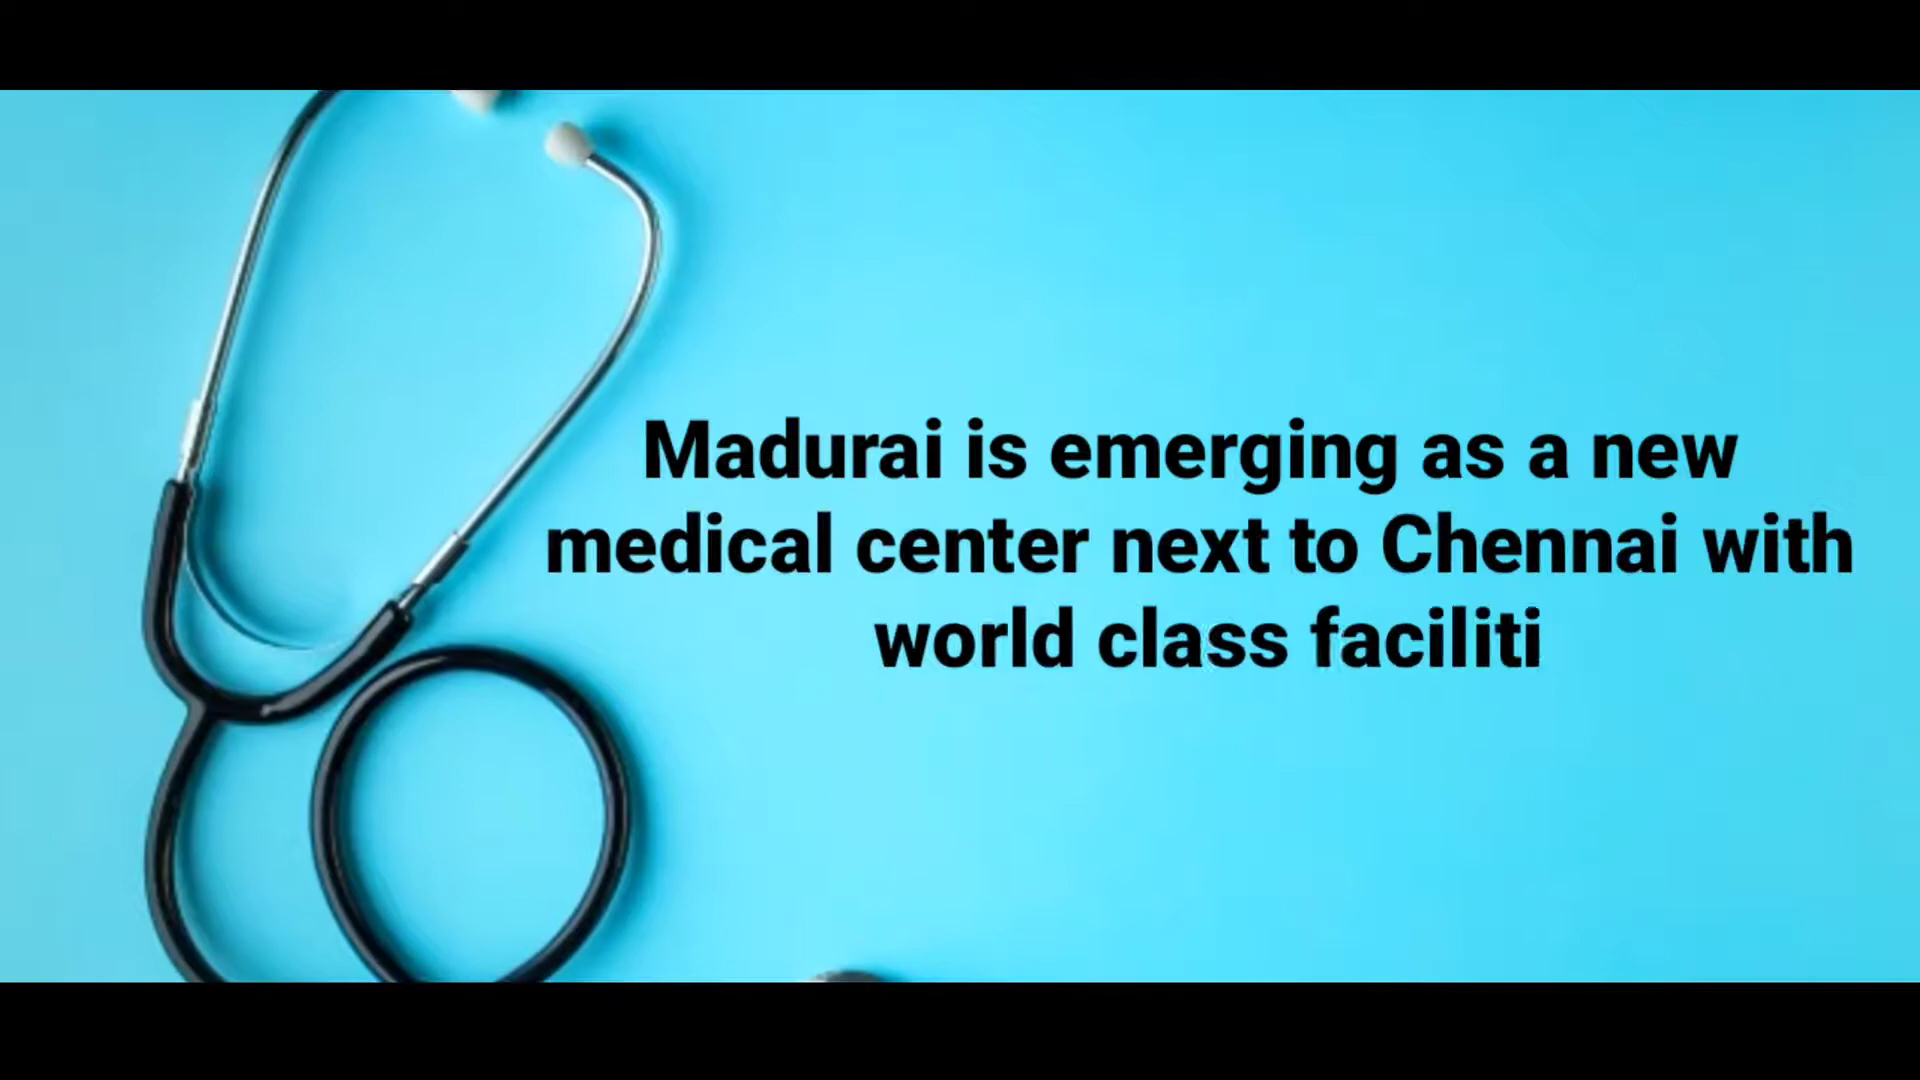 Madurai is emerging as a new
medical center next to Chennai with
world class faciliti